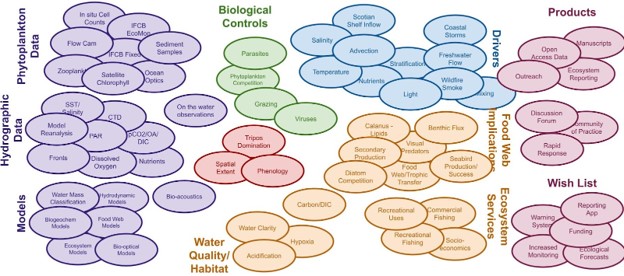 Phytoplankton
Data
In situ Cell
Counts
IFCB
EcoMon
Flow Cam
IFCB Fixed
Sediment
Samples
Zooplank
Satellite
Chlorophyll
Ocean
Optics
Hydrographic
Data
SST/
Salinity
CTD
Model
Reanalysis
PAR
pCO2/OA/
DIC
Fronts
Dissolved
Oxygen
Nutrients
On the water
observations
Models
Water Mass
Classification
Hydrodynamic
Models
Biogeochem
Models
Food Web
Models
Ecosystem
Models
Bio-optical
Models
Bio-acoustics
Biological
Controls
Parasites
Phytoplankton
Competition
Grazing
Viruses
Tripos
Domination
Spatial
Extent
Phenology
Water
Quality/
Habitat
Carbon/DIC
Water Clarity
Hypoxia
Acidification
Drivers
Scotian
Shelf Inflow
Salinity
Advection
Coastal
Storms
Stratification
Freshwater
Flow
Temperature
Nutrients
Light
Wildfire
Smoke
Mixing
Food Web
Implications
Calanus -
Lipids
Benthic Flux
Secondary
Production
Visual
Predators
Diatom
Competition
Food
Web/Trophic
Transfer
Seabird
Production/
Success
Ecosystem
Services
Recreational
Uses
Commercial
Fishing
Recreational
Fishing
Socio-
economics
Products
Manuscripts
Open
Access Data
Outreach
Ecosystem
Reporting
Discussion
Forum
Community
of Practice
Rapid
Response
Wish List
Reporting
App
Warning
System
Funding
Increased
Monitoring
Ecological
Forecasts